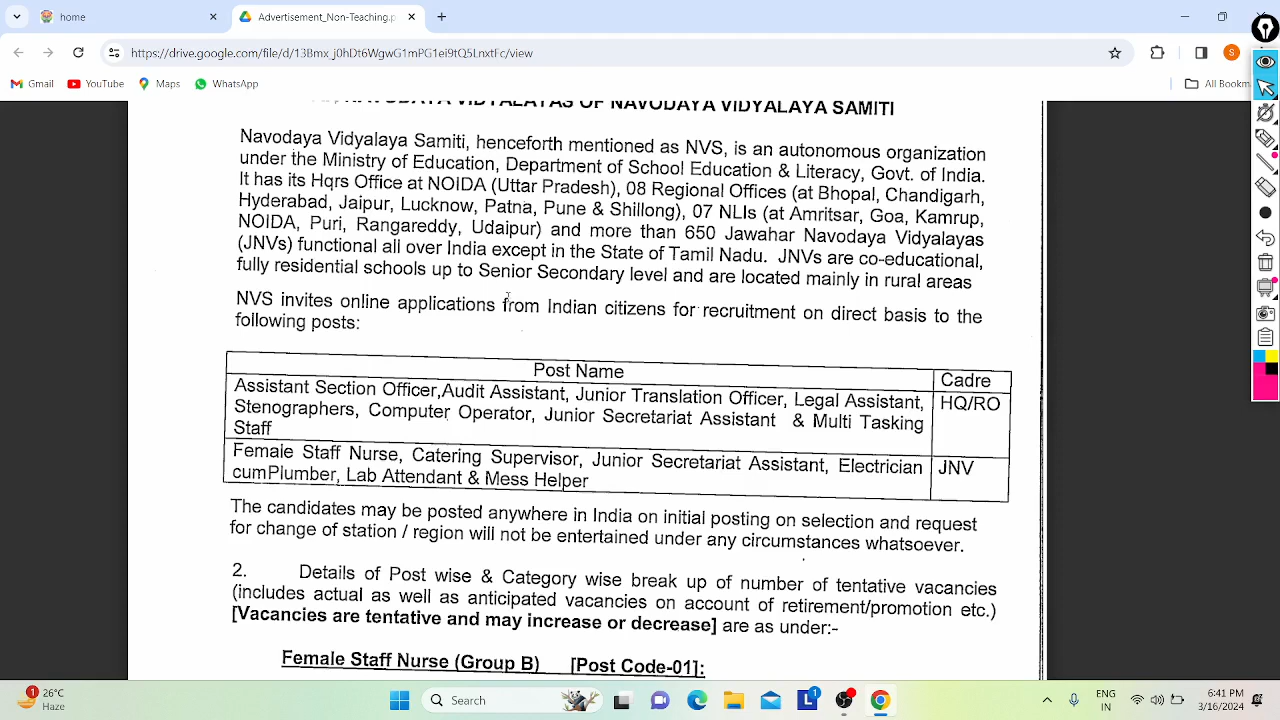 home
Advertisement_Non-Teaching.p
https://drive.google.com/file/d/13Bmx_j0hDt6WgwG1mPG1ei9tQ5LnxtFc/view
S
Gmail
YouTube
Maps
WhatsApp
All Bookm
NAVODAYA VIDYALAYAS OF NAVODAYA VIDYALAYA SAMITI
Navodaya Vidyalaya Samiti, henceforth mentioned as NVS, is an autonomous organization
under the Ministry of Education, Department of School Education & Literacy, Govt. of India.
It has its Hqrs Office at NOIDA (Uttar Pradesh), 08 Regional Offices (at Bhopal, Chandigarh,
Hyderabad, Jaipur, Lucknow, Patna, Pune & Shillong), 07 NLIs (at Amritsar, Goa, Kamrup,
NOIDA, Puri, Rangareddy, Udaipur) and more than 650 Jawahar Navodaya Vidyalayas
(JNVs) functional all over India except in the State of Tamil Nadu. JNVs are co-educational,
fully residential schools up to Senior Secondary level and are located mainly in rural areas
NVS invites online applications from Indian citizens for recruitment on direct basis to the
following posts:
Post Name
Cadre
Assistant Section Officer,Audit Assistant, Junior Translation Officer, Legal Assistant,
HQ/RO
Stenographers, Computer Operator, Junior Secretariat Assistant & Multi Tasking
Staff
Female Staff Nurse, Catering Supervisor, Junior Secretariat Assistant, Electrician
JNV
cumPlumber, Lab Attendant & Mess Helper
The candidates may be posted anywhere in India on initial posting on selection and request
for change of station / region will not be entertained under any circumstances whatsoever.
2. Details of Post wise & Category wise break up of number of tentative vacancies
(includes actual as well as anticipated vacancies on account of retirement/promotion etc.)
[Vacancies are tentative and may increase or decrease] are as under:-
Female Staff Nurse (Group B) [Post Code-01]:
1
26°C
Haze
Search
1
ENG
IN
6:41 PM
3/16/2024